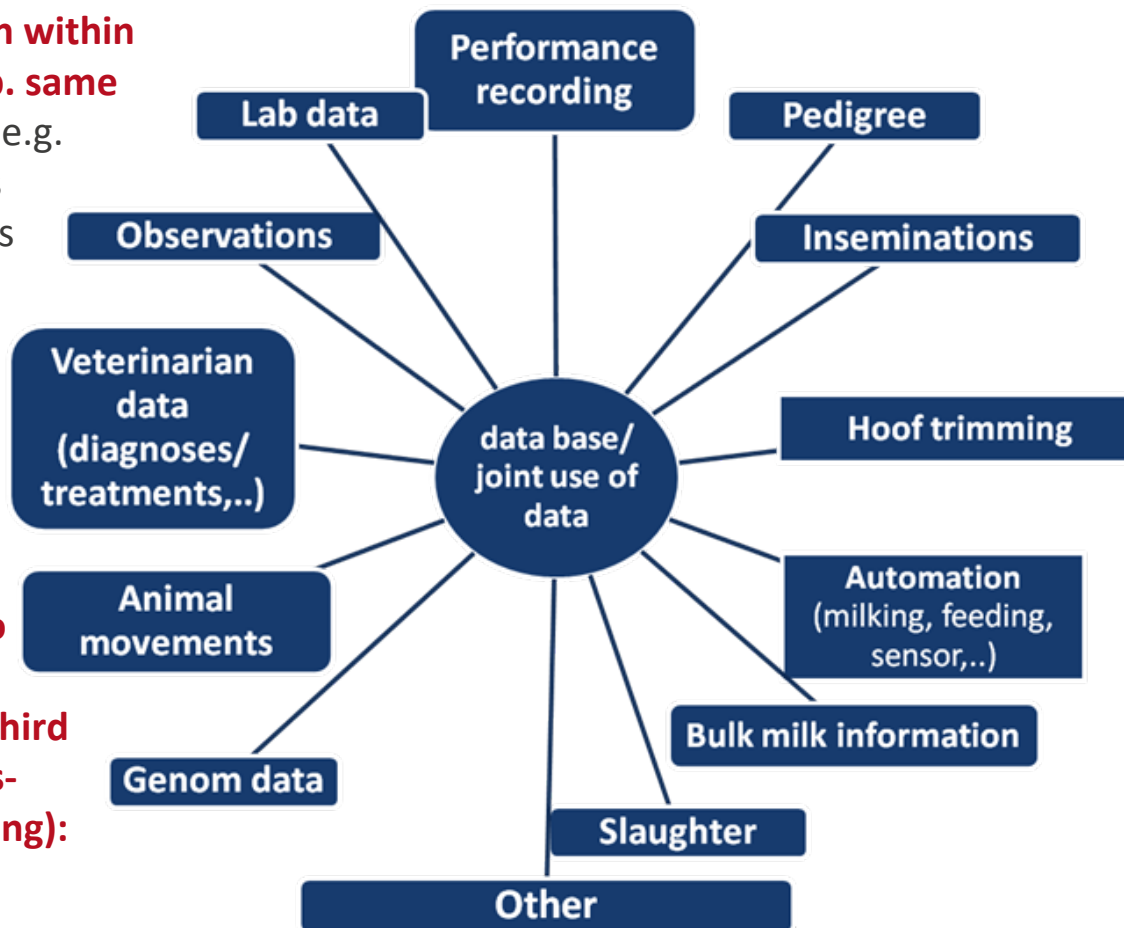 n within
o. same
e.g.
s
hird
s-
ng):
Performance
recording
Lab data
Pedigree
Observations
Inseminations
Veterinarian
data
(diagnoses/
treatments,..)
data base/
joint use of
data
Hoof trimming
Animal
movements
Automation
(milking, feeding,
sensor,..)
Bulk milk information
Genom data
Slaughter
Other